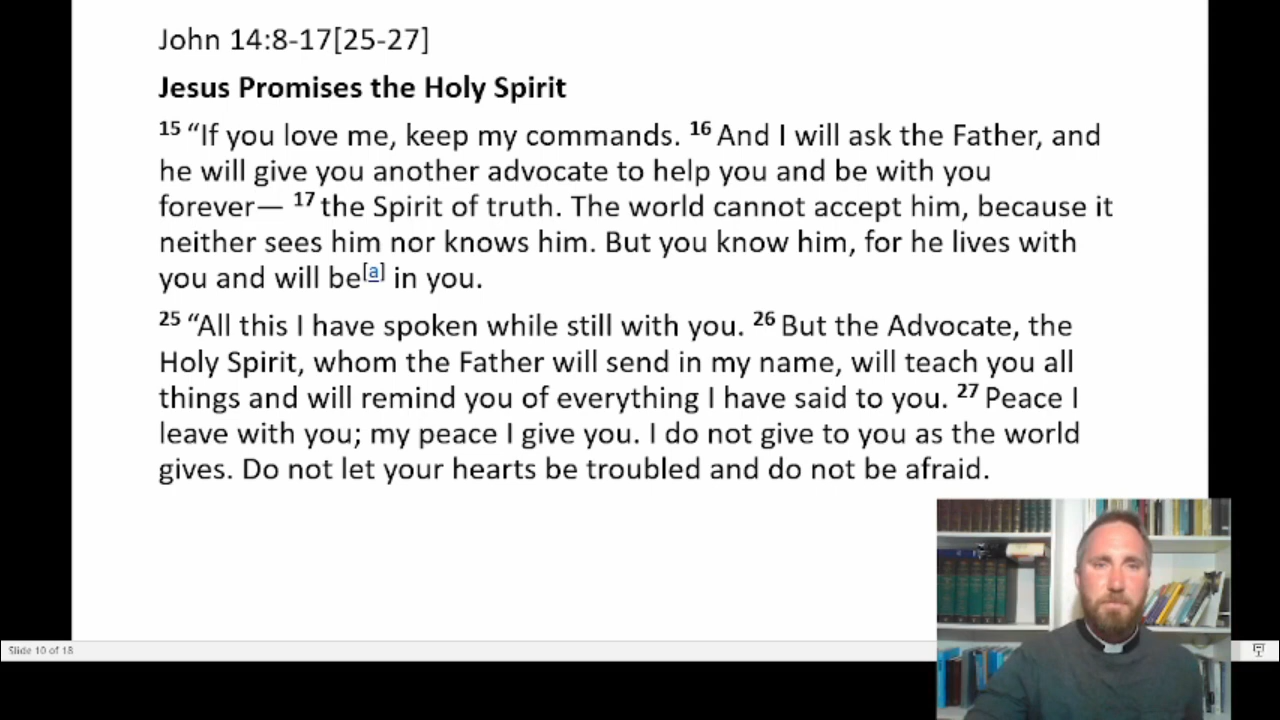 John 14:8-17[25-27]
Jesus Promises the Holy Spirit
15 “If you love me, keep my commands. 16 And I will ask the Father, and
he will give you another advocate to help you and be with you
forever— 17 the Spirit of truth. The world cannot accept him, because it
neither sees him nor knows him. But you know him, for he lives with
you and will be[a] in you.
25 “All this I have spoken while still with you. 26 But the Advocate, the
Holy Spirit, whom the Father will send in my name, will teach you all
things and will remind you of everything I have said to you. 27 Peace I
leave with you; my peace I give you. I do not give to you as the world
gives. Do not let your hearts be troubled and do not be afraid.
Slide 10 of 18